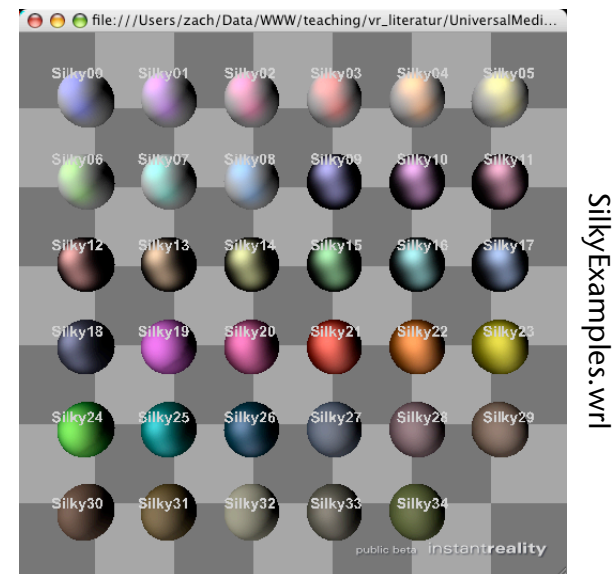 file:///Users/zach/Data/WWW/teaching/vr_literatur/UniversalMedi...
Silky00 Silky01 Silky02 Silky03 Silky04 Silky05
Silky06 Silky07 Silky08 Silky09 Silky10 Silky11
Silky12 Silky13 Silky14 Silky15 Silky16 Silky17
Silky18 Silky19 Silky20 Silky21 Silky22 Silky23
Silky24 Silky25 Silky26 Silky27 Silky28 Silky29
Silky30 Silky31 Silky32 Silky33 Silky34
public beta instantreality
SilkyExamples.wrl